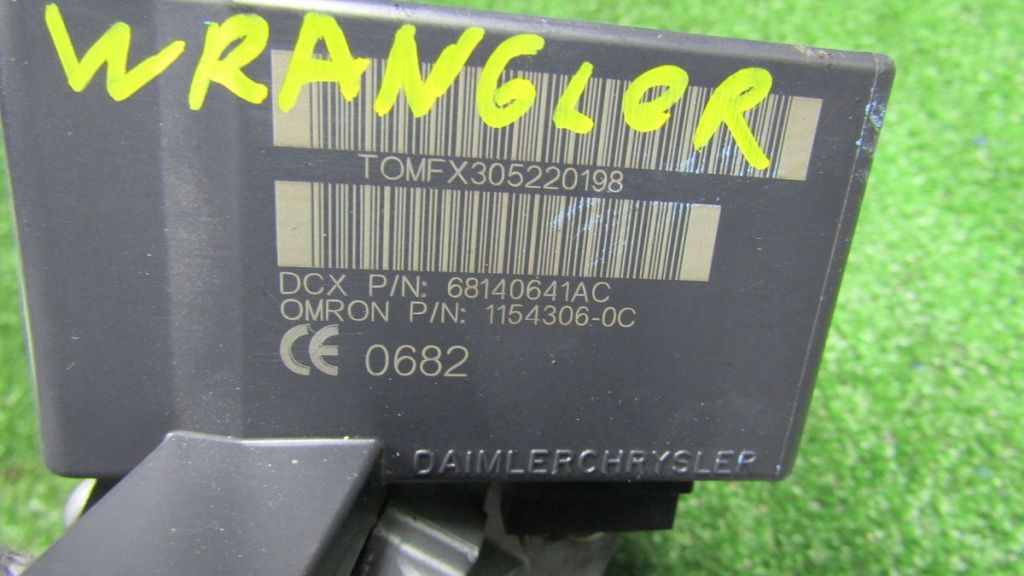 WRANGLER
TOMFX305220198
DCX P/N: 68140641AC
OMRON P/N: 1154306-0C
CE 0682
DAIMLERCHRYSLER